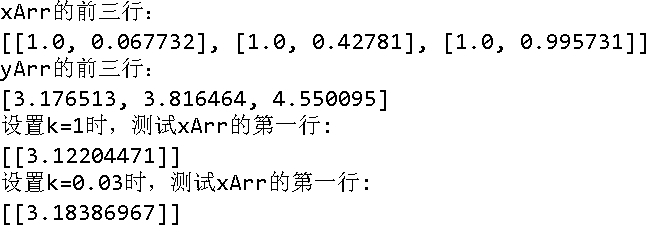 xArr的前三行：
[[1.0, 0.067732], [1.0, 0.42781], [1.0, 0.995731]]
yArr的前三行：
[3.176513, 3.816464, 4.550095]
设置k=1时，测试xArr的第一行：
[[3.12204471]]
设置k=0.03时，测试xArr的第一行：
[[3.18386967]]